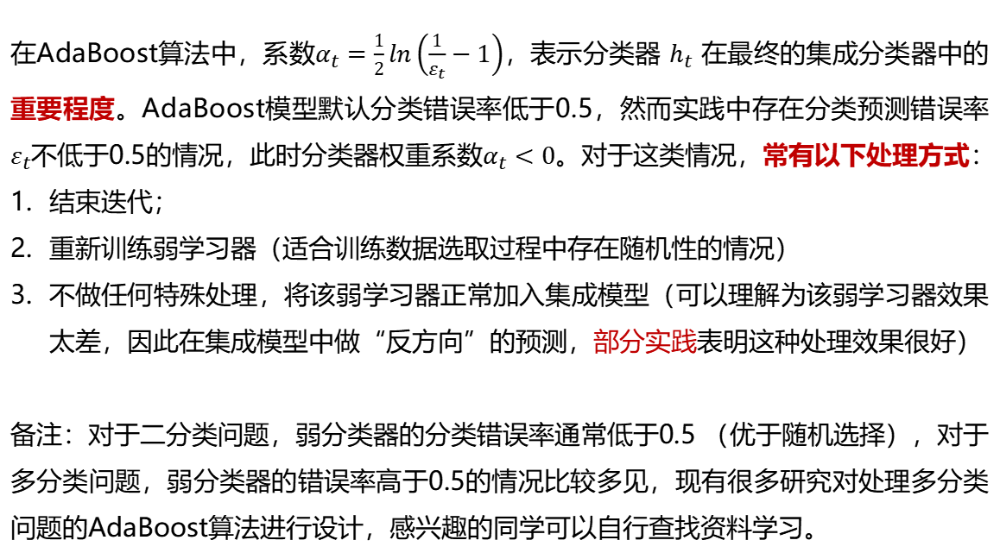 在AdaBoost算法中，系数𝛼ₜ = 1/2 ln(1/𝜀ₜ − 1)，表示分类器 ℎₜ 在最终的集成分类器中的
重要程度。AdaBoost模型默认分类错误率低于0.5，然而实践中存在分类预测错误率
𝜀ₜ不低于0.5的情况，此时分类器权重系数𝛼ₜ < 0。对于这类情况，常有以下处理方式：
1. 结束迭代；
2. 重新训练弱学习器（适合训练数据选取过程中存在随机性的情况）
3. 不做任何特殊处理，将该弱学习器正常加入集成模型（可以理解为该弱学习器效果
太差，因此在集成模型中做“反方向”的预测，部分实践表明这种处理效果很好）
备注：对于二分类问题，弱分类器的分类错误率通常低于0.5 （优于随机选择），对于
多分类问题，弱分类器的错误率高于0.5的情况比较多见，现有很多研究对处理多分类
问题的AdaBoost算法进行设计，感兴趣的同学可以自行查找资料学习。